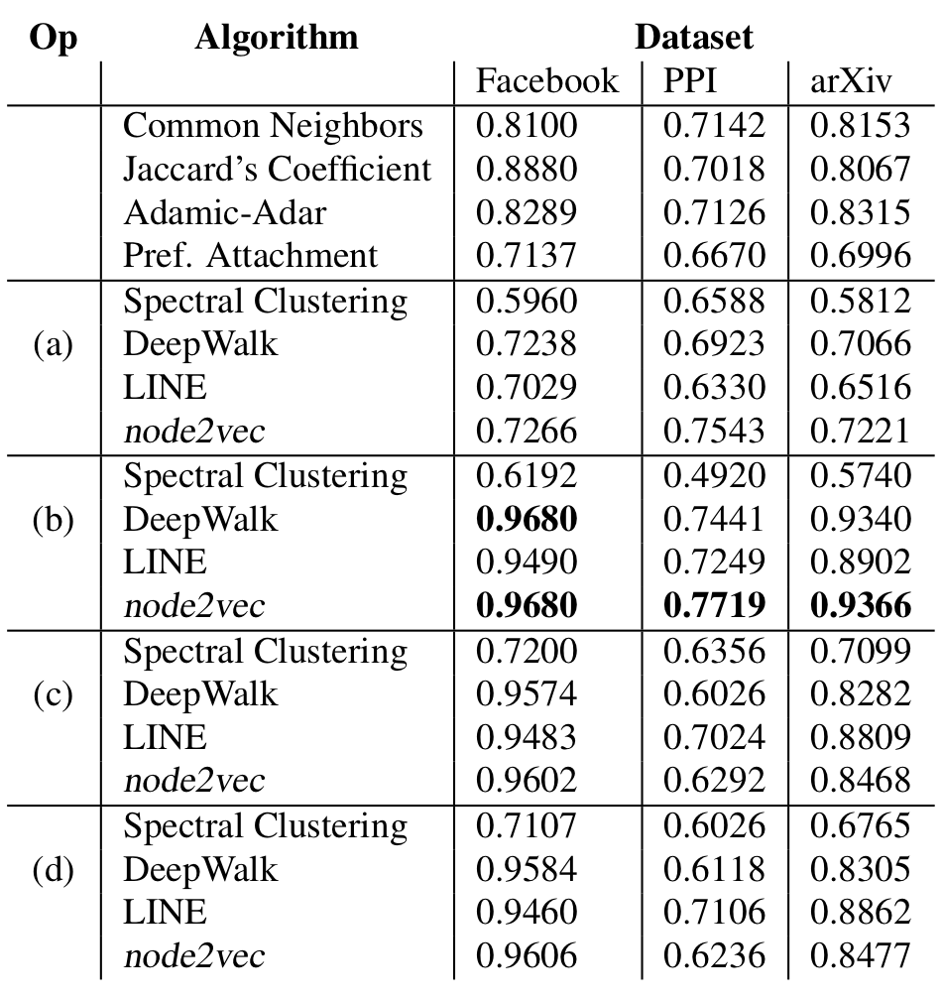 Op Algorithm Dataset
Facebook PPI arXiv
Common Neighbors 0.8100 0.7142 0.8153
Jaccard’s Coefficient 0.8880 0.7018 0.8067
Adamic-Adar 0.8289 0.7126 0.8315
Pref. Attachment 0.7137 0.6670 0.6996
Spectral Clustering 0.5960 0.6588 0.5812
(a) DeepWalk 0.7238 0.6923 0.7066
LINE 0.7029 0.6330 0.6516
node2vec 0.7266 0.7543 0.7221
Spectral Clustering 0.6192 0.4920 0.5740
(b) DeepWalk 0.9680 0.7441 0.9340
LINE 0.9490 0.7249 0.8902
node2vec 0.9680 0.7719 0.9366
Spectral Clustering 0.7200 0.6356 0.7099
(c) DeepWalk 0.9574 0.6026 0.8282
LINE 0.9483 0.7024 0.8809
node2vec 0.9602 0.6292 0.8468
Spectral Clustering 0.7107 0.6026 0.6765
(d) DeepWalk 0.9584 0.6118 0.8305
LINE 0.9460 0.7106 0.8862
node2vec 0.9606 0.6236 0.8477